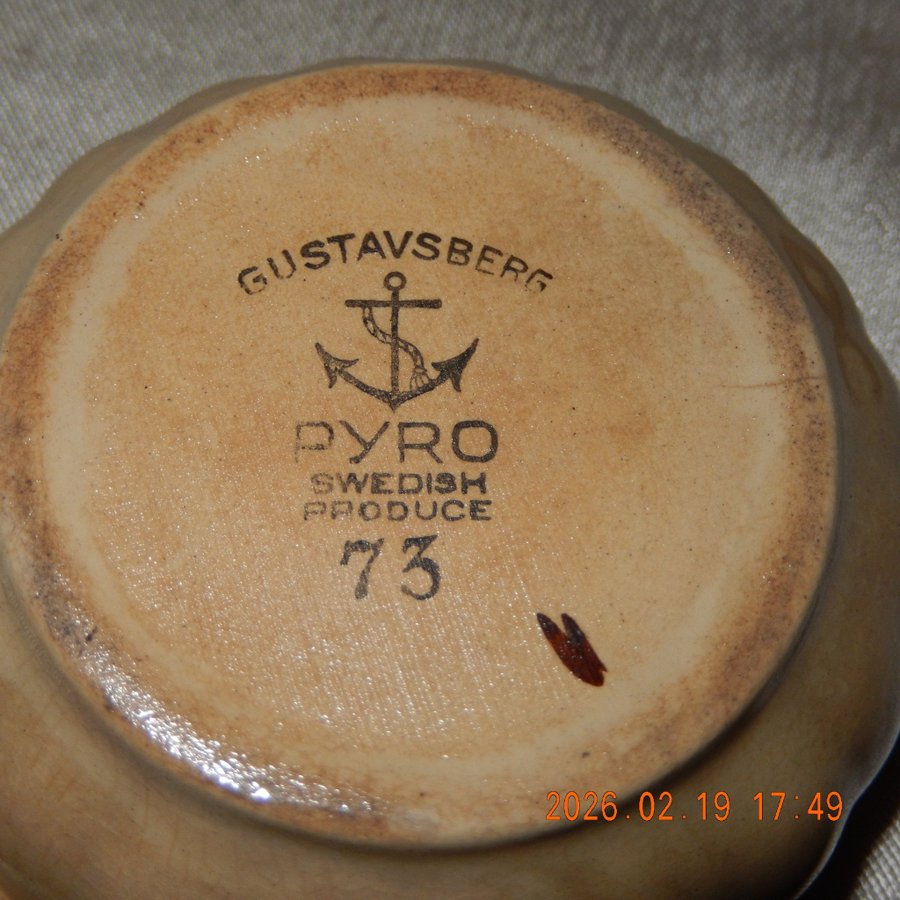 GUSTAVSBERG
PYRO
SWEDISH
PRODUCE
73
2026.02.19 17:49